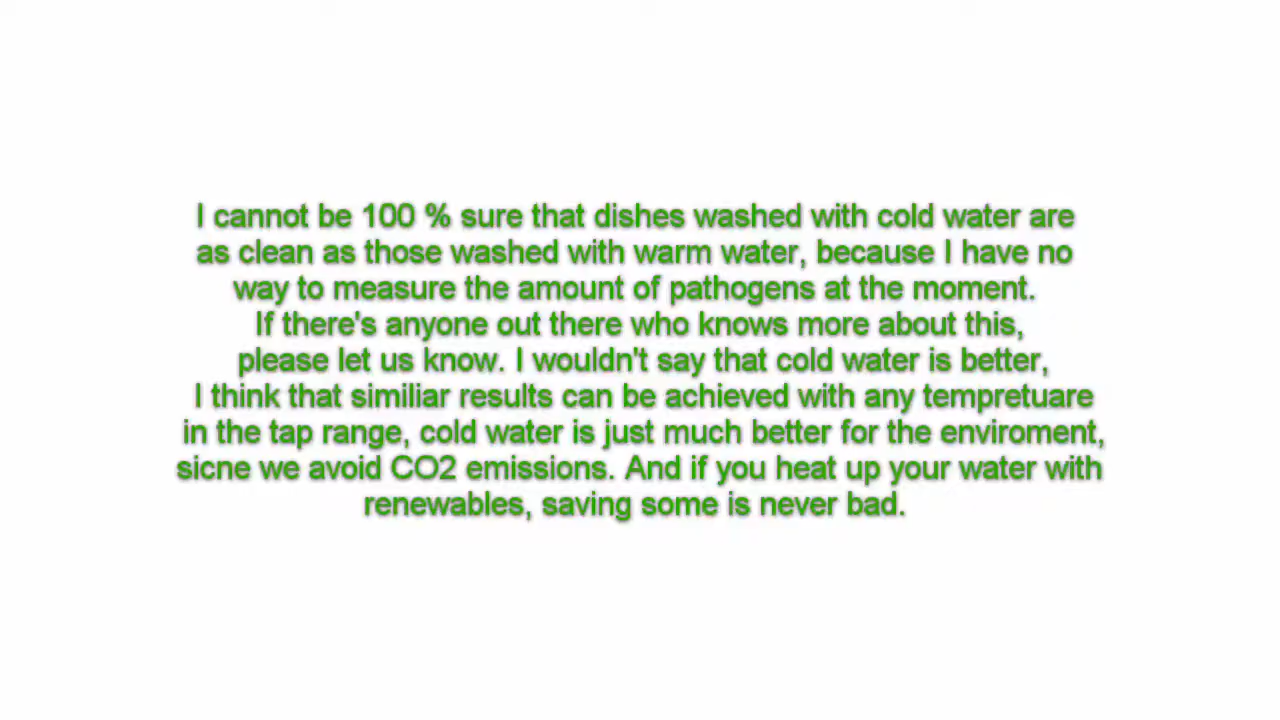 I cannot be 100 % sure that dishes washed with cold water are
as clean as those washed with warm water, because I have no
way to measure the amount of pathogens at the moment.
If there's anyone out there who knows more about this,
please let us know. I wouldn't say that cold water is better,
I think that similiar results can be achieved with any tempretuare
in the tap range, cold water is just much better for the enviroment,
sicne we avoid CO2 emissions. And if you heat up your water with
renewables, saving some is never bad.